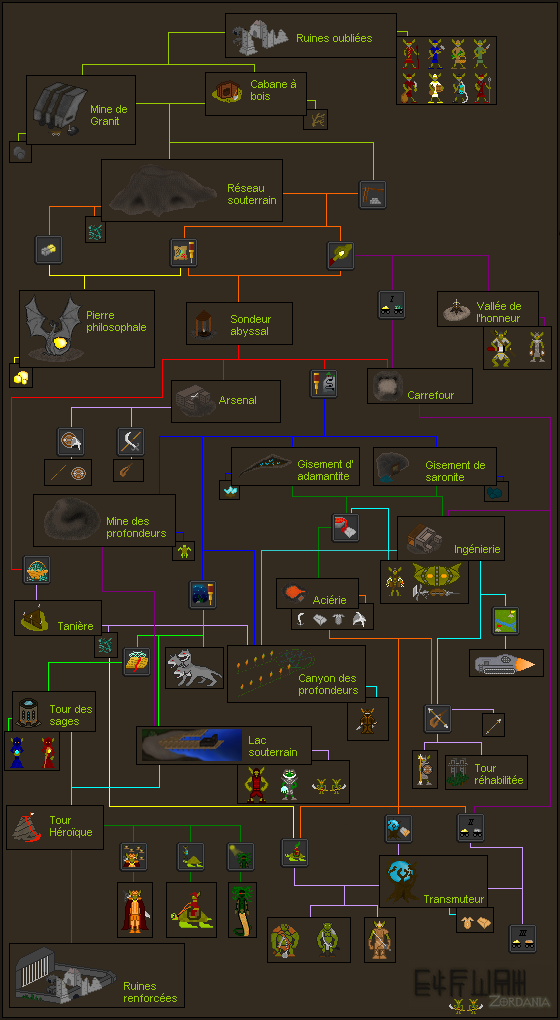 Ruines oubliées
Mine de
Granit
Cabane à
bois
Réseau
souterrain
Pierre
philosophale
Sondeur
abyssal
I
Vallée de
l'honneur
Arsenal
Carrefour
Gisement d'
adamantite
Gisement de
saronite
Mine des
profondeurs
Ingénierie
Aciérie
Tanière
Canyon des
profondeurs
Tour des
sages
Lac
souterrain
Tour
réhabilitée
Tour
Héroïque
II
Transmuteur
III
Ruines
renforcées
ZORDANIA